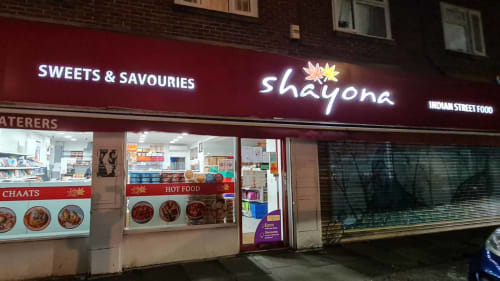 SWEETS & SAVOURIES
shayona
INDIAN STREET FOOD
ATERERS
CHAATS
HOT FOOD